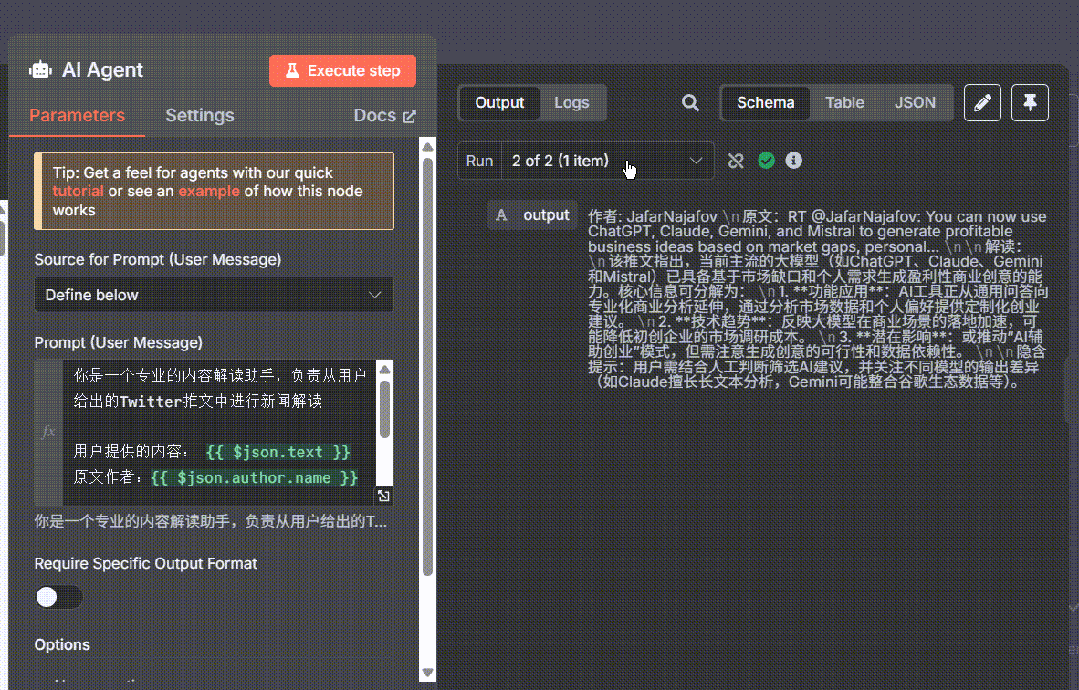 AI Agent
Execute step
Parameters
Settings
Docs
Tip: Get a feel for agents with our quick
tutorial or see an example of how this node
works
Source for Prompt (User Message)
Define below
Prompt (User Message)
fx
你是一个专业的内容解读助手，负责从用户
给出的Twitter推文中进行新闻解读
用户提供的内容： {{ $json.text }}
原文作者：{{ $json.author.name }}
你是一个专业的内容解读助手，负责从用户给出的T...
Require Specific Output Format
Options
Output
Logs
Schema
Table
JSON
Run
2 of 2 (1 item)
A output
作者: JafarNajafov \n原文：RT @JafarNajafov: You can now use
ChatGPT, Claude, Gemini, and Mistral to generate profitable
business ideas based on market gaps, personal... \n \n解读：
\n该推文指出，当前主流的大模型（如ChatGPT、Claude、Gemini
和Mistral）已具备基于市场缺口和个人需求生成盈利性商业创意的能
力。核心信息可分解为： \n1. **功能应用**：AI工具正从通用问答向
专业化商业分析延伸，通过分析市场数据和个人偏好提供定制化创业
建议。 \n2. **技术趋势**：反映大模型在商业场景的落地加速，可
能降低初创企业的市场调研成本。 \n3. **潜在影响**：或推动"AI辅
助创业"模式，但需注意生成创意的可行性和数据依赖性。 \n \n隐含
提示：用户需结合人工判断筛选AI建议，并关注不同模型的输出差异
（如Claude擅长长文本分析，Gemini可能整合谷歌生态数据等）。